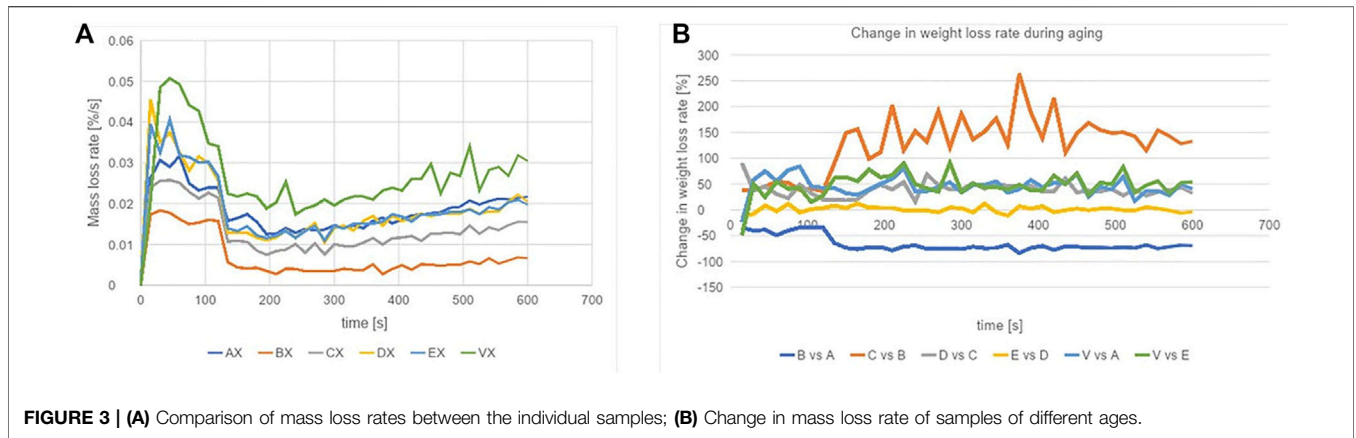 A
0.06
0.05
0.04
0.03
0.02
0.01
0
Mass loss rate [%/s]
0 100 200 300 400 500 600 700
time [s]
AX BX CX DX EX VX
B
Change in weight loss rate during aging
300
250
200
150
100
50
0
-50
-100
-150
Change in weight loss rate [%]
0 100 200 300 400 500 600 700
time [s]
B vs A C vs B D vs C E vs D V vs A V vs E
FIGURE 3 | (A) Comparison of mass loss rates between the individual samples; (B) Change in mass loss rate of samples of different ages.